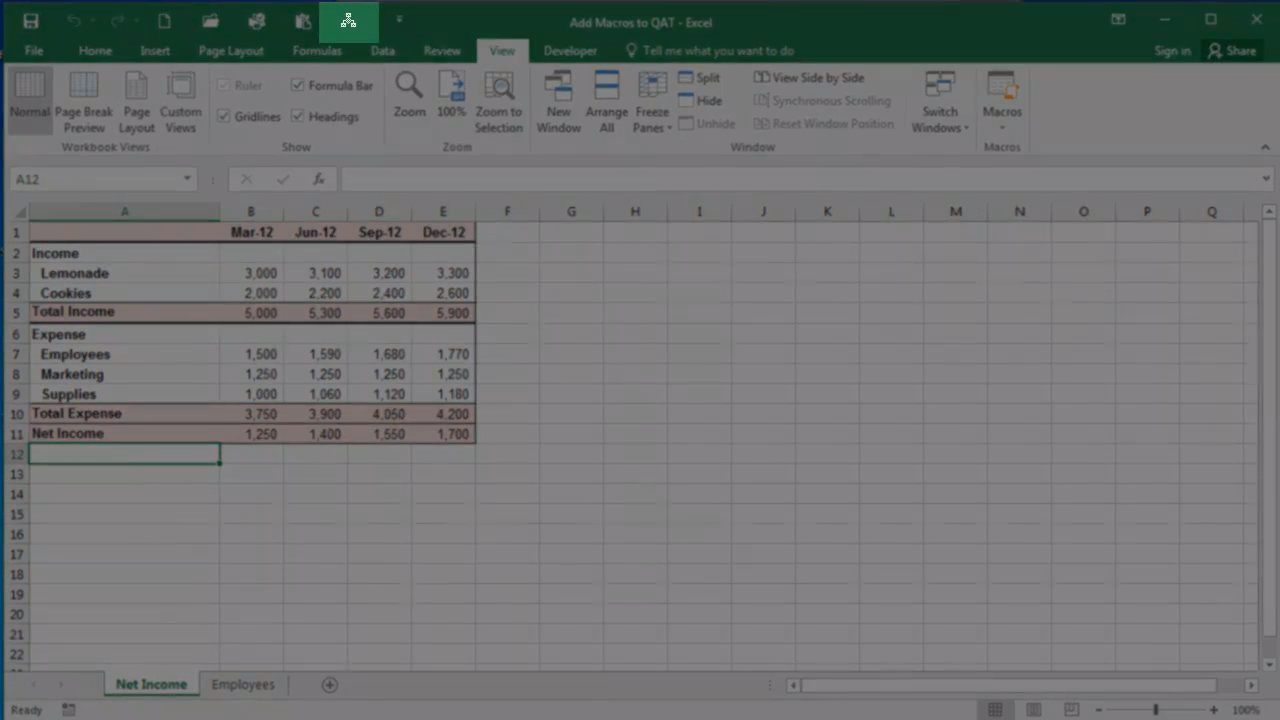 Add Macros to QAT - Excel
File Home Insert Page Layout Formulas Data Review View Developer Tell me what you want to do Sign in Share
Normal
Page Break Preview
Page Layout
Custom Views
Workbook Views
Ruler
Formula Bar
Gridlines
Headings
Show
Zoom
100%
Zoom to Selection
Zoom
New Window
Arrange All
Freeze Panes
Split
Hide
Unhide
View Side by Side
Synchronous Scrolling
Reset Window Position
Window
Switch Windows
Macros
Macros
A12
fx
A B C D E F G H I J K L M N O P Q
1 Mar-12 Jun-12 Sep-12 Dec-12
2 Income
3 Lemonade 3,000 3,100 3,200 3,300
4 Cookies 2,000 2,200 2,400 2,600
5 Total Income 5,000 5,300 5,600 5,900
6 Expense
7 Employees 1,500 1,590 1,680 1,770
8 Marketing 1,250 1,250 1,250 1,250
9 Supplies 1,000 1,060 1,120 1,180
10 Total Expense 3,750 3,900 4,050 4,200
11 Net Income 1,250 1,400 1,550 1,700
12
13
14
15
16
17
18
19
20
21
22
Net Income Employees
Ready 100%